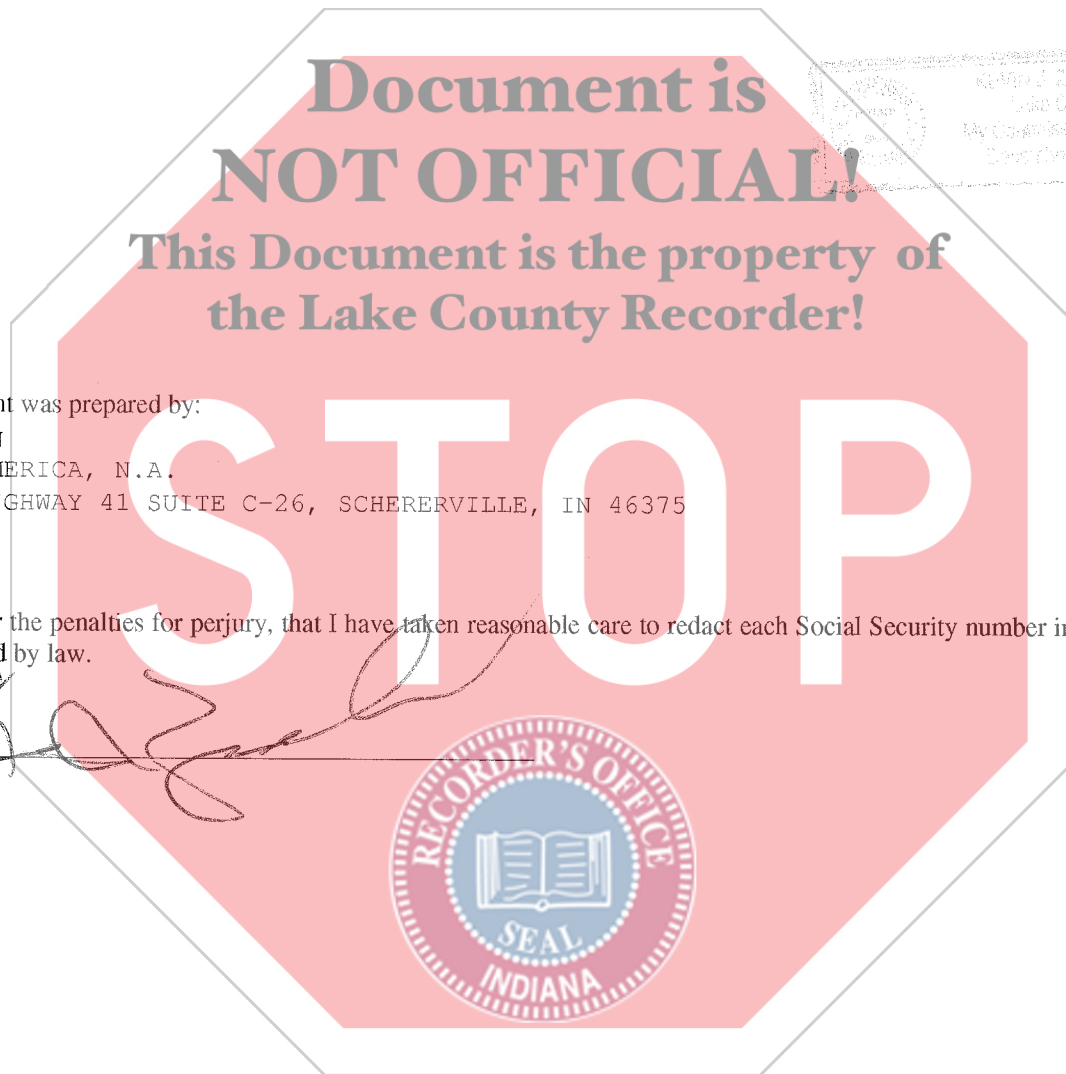 Document is
NOT OFFICIAL!
This Document is the property of
the Lake County Recorder!
nt was prepared by:
MERICA, N.A.
GHWAY 41 SUITE C-26, SCHERERVILLE, IN 46375
STOP
the penalties for perjury, that I have taken reasonable care to redact each Social Security number in
by law.
RECORDER'S OFFICE
SEAL
INDIANA